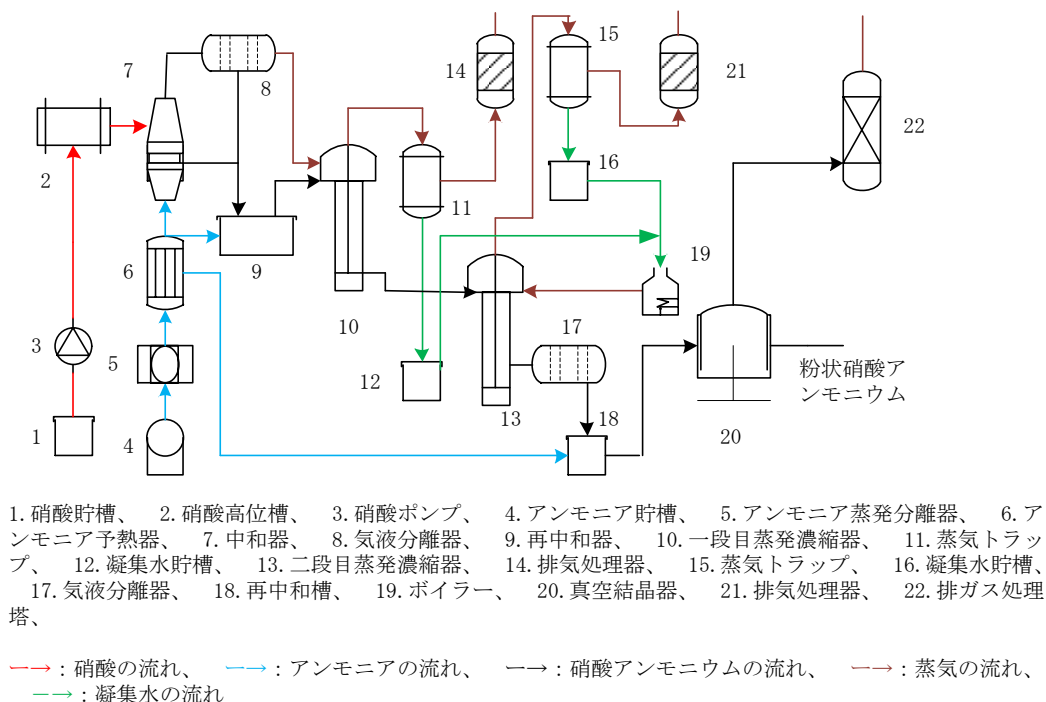 7
8
14
15
21
22
2
11
16
6
9
19
10
17
3
5
12
粉状硝酸ア
ンモニウム
13
18
1
4
20
1.硝酸貯槽、 2.硝酸高位槽、 3.硝酸ポンプ、 4.アンモニア貯槽、 5.アンモニア蒸発分離器、 6.ア
ンモニア予熱器、 7.中和器、 8.気液分離器、 9.再中和器、 10.一段目蒸発濃縮器、 11.蒸気トラッ
プ、 12.凝集水貯槽、 13.二段目蒸発濃縮器、 14.排気処理器、 15.蒸気トラップ、 16.凝集水貯槽、
17.気液分離器、 18.再中和槽、 19.ボイラー、 20.真空結晶器、 21.排気処理器、 22.排ガス処理
塔、
ー→：硝酸の流れ、 ー→：アンモニアの流れ、 ー→：硝酸アンモニウムの流れ、 ー→：蒸気の流れ、
ー→：凝集水の流れ